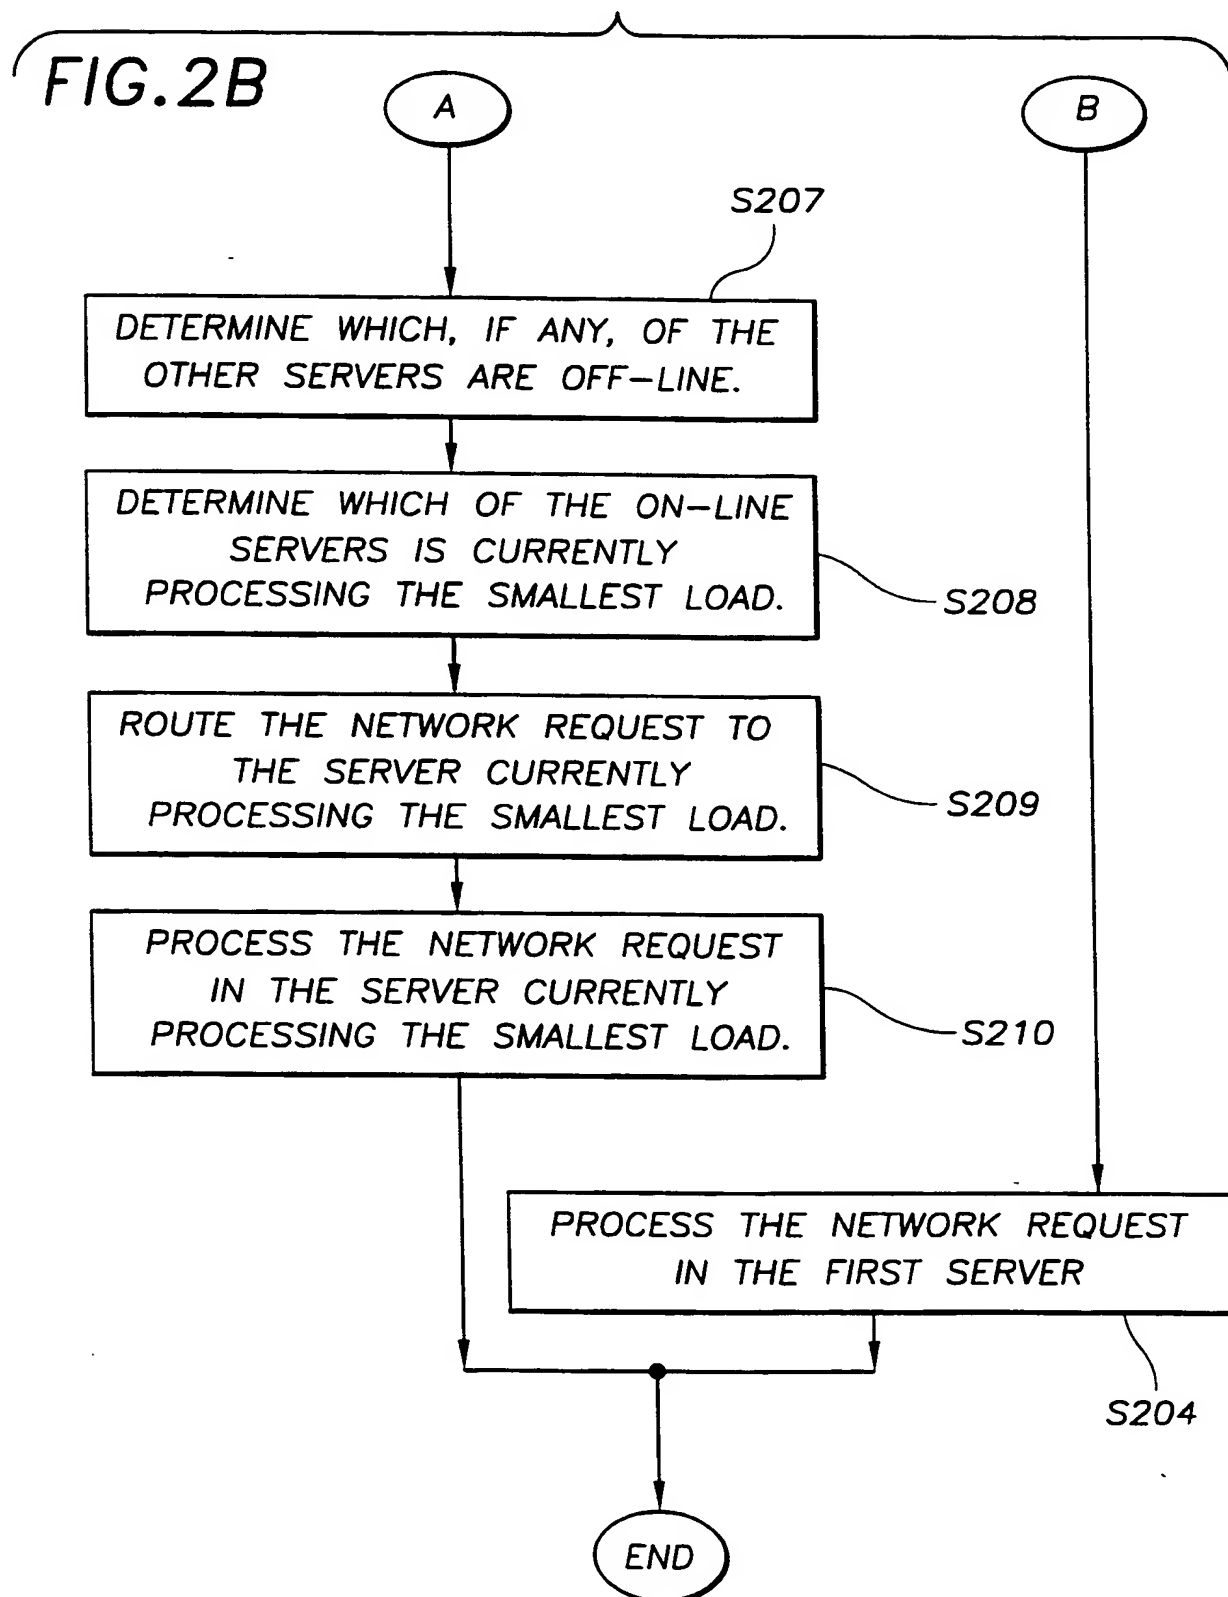 FIG.2B
A
B
S207
DETERMINE WHICH, IF ANY, OF THE
OTHER SERVERS ARE OFF-LINE.
DETERMINE WHICH OF THE ON-LINE
SERVERS IS CURRENTLY
PROCESSING THE SMALLEST LOAD.
S208
ROUTE THE NETWORK REQUEST TO
THE SERVER CURRENTLY
PROCESSING THE SMALLEST LOAD.
S209
PROCESS THE NETWORK REQUEST
IN THE SERVER CURRENTLY
PROCESSING THE SMALLEST LOAD.
S210
PROCESS THE NETWORK REQUEST
IN THE FIRST SERVER
S204
END